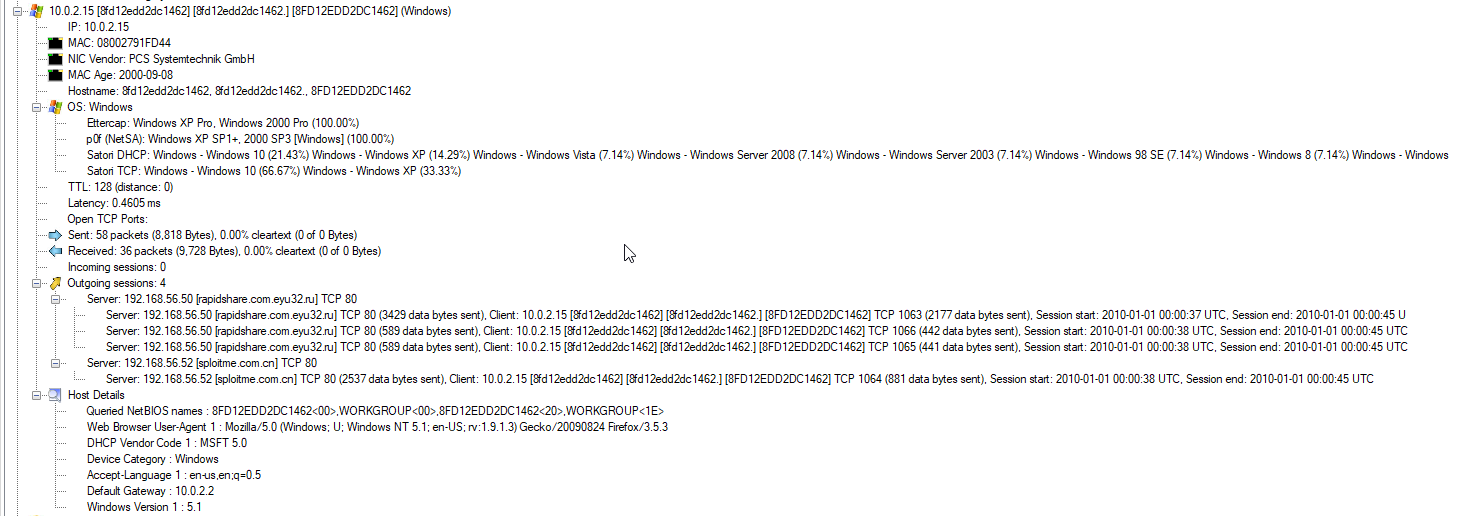 10.0.2.15 [8fd12edd2dc1462] [8fd12edd2dc1462.] [8FD12EDD2DC1462] (Windows)
IP: 10.0.2.15
MAC: 08002791FD44
NIC Vendor: PCS Systemtechnik GmbH
MAC Age: 2000-09-08
Hostname: 8fd12edd2dc1462, 8fd12edd2dc1462., 8FD12EDD2DC1462
OS: Windows
Ettercap: Windows XP Pro, Windows 2000 Pro (100.00%)
p0f (NetSA): Windows XP SP1+, 2000 SP3 [Windows] (100.00%)
Satori DHCP: Windows - Windows 10 (21.43%) Windows - Windows XP (14.29%) Windows - Windows Vista (7.14%) Windows - Windows Server 2008 (7.14%) Windows - Windows Server 2003 (7.14%) Windows - Windows 98 SE (7.14%) Windows - Windows 8 (7.14%) Windows - Windows
Satori TCP: Windows - Windows 10 (66.67%) Windows - Windows XP (33.33%)
TTL: 128 (distance: 0)
Latency: 0.4605 ms
Open TCP Ports:
Sent: 58 packets (8,818 Bytes), 0.00% cleartext (0 of 0 Bytes)
Received: 36 packets (9,728 Bytes), 0.00% cleartext (0 of 0 Bytes)
Incoming sessions: 0
Outgoing sessions: 4
Server: 192.168.56.50 [rapidshare.com.eyu32.ru] TCP 80
Server: 192.168.56.50 [rapidshare.com.eyu32.ru] TCP 80 (3429 data bytes sent), Client: 10.0.2.15 [8fd12edd2dc1462] [8fd12edd2dc1462.] [8FD12EDD2DC1462] TCP 1063 (2177 data bytes sent), Session start: 2010-01-01 00:00:37 UTC, Session end: 2010-01-01 00:00:45 U
Server: 192.168.56.50 [rapidshare.com.eyu32.ru] TCP 80 (589 data bytes sent), Client: 10.0.2.15 [8fd12edd2dc1462] [8fd12edd2dc1462.] [8FD12EDD2DC1462] TCP 1066 (442 data bytes sent), Session start: 2010-01-01 00:00:38 UTC, Session end: 2010-01-01 00:00:45 UTC
Server: 192.168.56.50 [rapidshare.com.eyu32.ru] TCP 80 (589 data bytes sent), Client: 10.0.2.15 [8fd12edd2dc1462] [8fd12edd2dc1462.] [8FD12EDD2DC1462] TCP 1065 (441 data bytes sent), Session start: 2010-01-01 00:00:38 UTC, Session end: 2010-01-01 00:00:45 UTC
Server: 192.168.56.52 [sploitme.com.cn] TCP 80
Server: 192.168.56.52 [sploitme.com.cn] TCP 80 (2537 data bytes sent), Client: 10.0.2.15 [8fd12edd2dc1462] [8fd12edd2dc1462.] [8FD12EDD2DC1462] TCP 1064 (881 data bytes sent), Session start: 2010-01-01 00:00:38 UTC, Session end: 2010-01-01 00:00:45 UTC
Host Details
Queried NetBIOS names : 8FD12EDD2DC1462<00>,WORKGROUP<00>,8FD12EDD2DC1462<20>,WORKGROUP<1E>
Web Browser User-Agent 1 : Mozilla/5.0 (Windows; U; Windows NT 5.1; en-US; rv:1.9.1.3) Gecko/20090824 Firefox/3.5.3
DHCP Vendor Code 1 : MSFT 5.0
Device Category : Windows
Accept-Language 1 : en-us,en;q=0.5
Default Gateway : 10.0.2.2
Windows Version 1 : 5.1